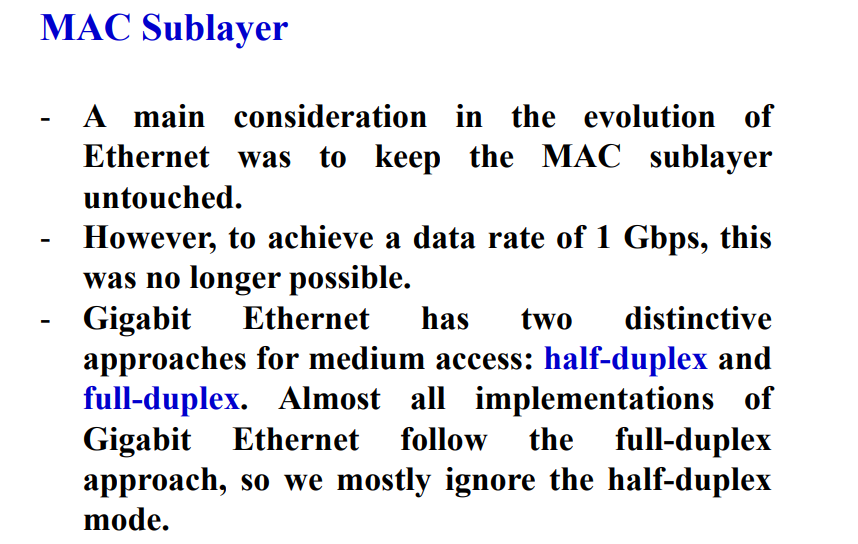 MAC Sublayer
- A main consideration in the evolution of
Ethernet was to keep the MAC sublayer
untouched.
- However, to achieve a data rate of 1 Gbps, this
was no longer possible.
- Gigabit Ethernet has two distinctive
approaches for medium access: half-duplex and
full-duplex. Almost all implementations of
Gigabit Ethernet follow the full-duplex
approach, so we mostly ignore the half-duplex
mode.